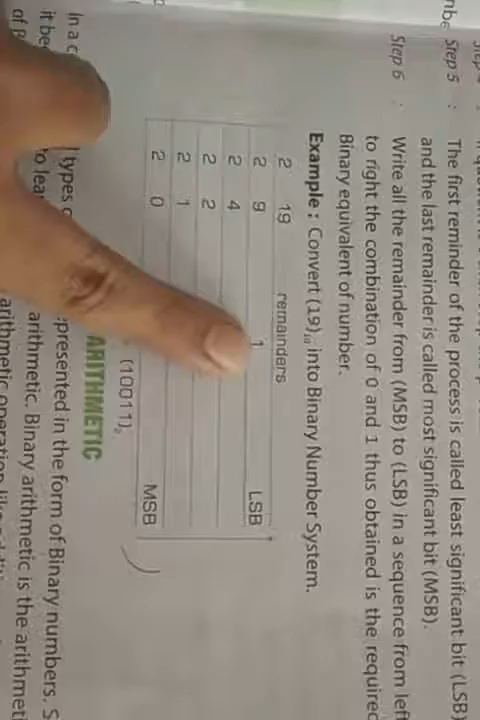 Step 5 : The first reminder of the process is called least significant bit (LSB)
and the last remainder is called most significant bit (MSB).
Step 6 : Write all the remainder from (MSB) to (LSB) in a sequence from left
to right the combination of 0 and 1 thus obtained is the required
Binary equivalent of number.
Example : Convert (19)₁₀ into Binary Number System.
2 19 remainders
2 9 1 LSB
2 4
2 2
2 1
2 0 MSB
(10011)₂
ARITHMETIC
types presented in the form of Binary numbers.
arithmetic. Binary arithmetic is the arithmeti
arithmetic operation like